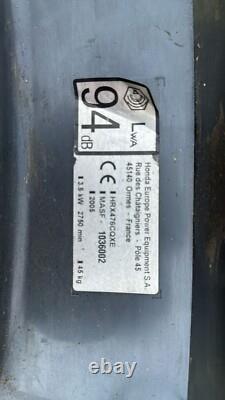 LWA
94 dB
Honda Europe Power Equipment S.A.
Rue des Châtaigniers - Pôle 45
45140 Ormes - France
CE
HRX476CQXE
MASF - 1036002
2005
3.5 kW 2750 min⁻¹ 45 kg